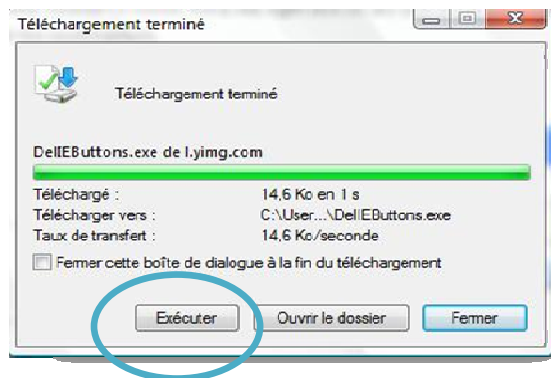 Téléchargement terminé
Téléchargement terminé
DellEButtons.exe de l.yimg.com
Téléchargé : 14,6 Ko en 1 s
Télécharger vers : C:\User...\DellEButtons.exe
Taux de transfert : 14,6 Ko/seconde
Fermer cette boîte de dialogue à la fin du téléchargement
Exécuter Ouvrir le dossier Fermer